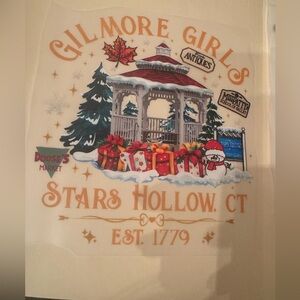 GILMORE GIRLS
ANTIQUES
DOOSE'S
MARKET
STARS HOLLOW, CT
EST. 1779